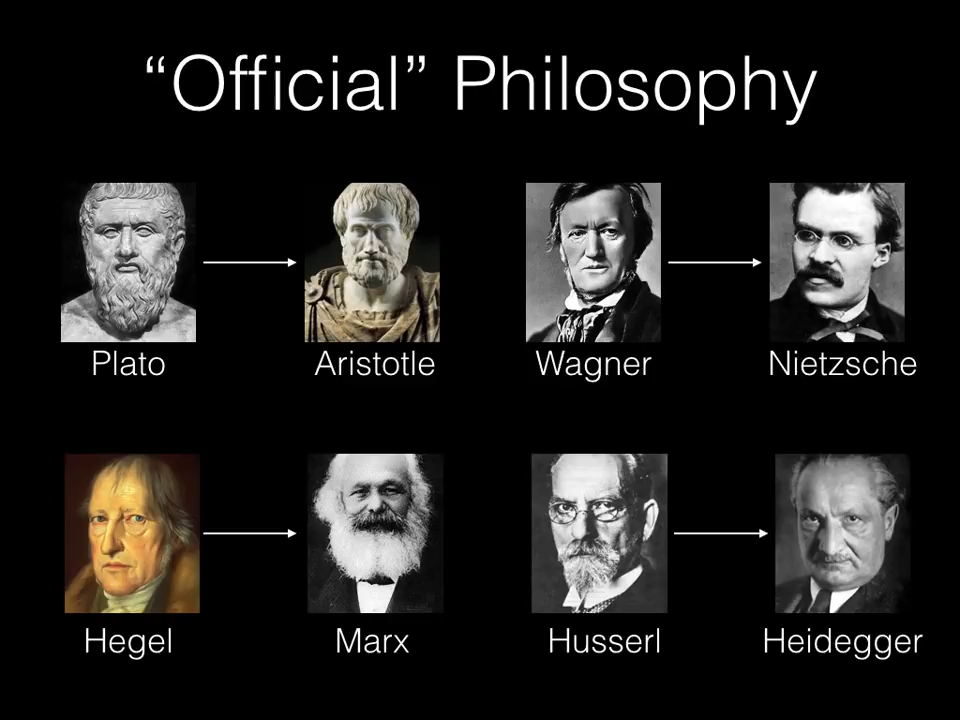 “Official” Philosophy
Plato
Aristotle
Wagner
Nietzsche
Hegel
Marx
Husserl
Heidegger